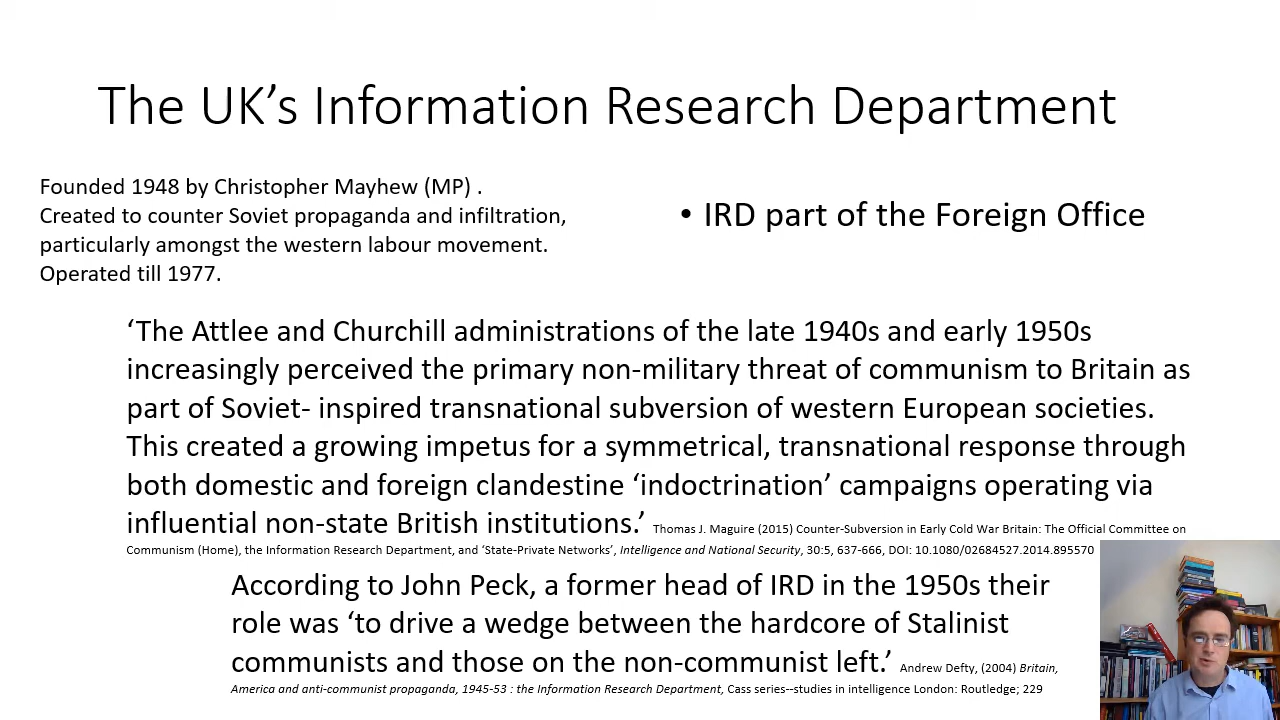 The UK’s Information Research Department
Founded 1948 by Christopher Mayhew (MP) .
Created to counter Soviet propaganda and infiltration,
particularly amongst the western labour movement.
Operated till 1977.
• IRD part of the Foreign Office
‘The Attlee and Churchill administrations of the late 1940s and early 1950s
increasingly perceived the primary non-military threat of communism to Britain as
part of Soviet- inspired transnational subversion of western European societies.
This created a growing impetus for a symmetrical, transnational response through
both domestic and foreign clandestine ‘indoctrination’ campaigns operating via
influential non-state British institutions.’ Thomas J. Maguire (2015) Counter-Subversion in Early Cold War Britain: The Official Committee on
Communism (Home), the Information Research Department, and ‘State-Private Networks’, Intelligence and National Security, 30:5, 637-666, DOI: 10.1080/02684527.2014.895570
According to John Peck, a former head of IRD in the 1950s their
role was ‘to drive a wedge between the hardcore of Stalinist
communists and those on the non-communist left.’ Andrew Defty, (2004) Britain,
America and anti-communist propaganda, 1945-53 : the Information Research Department, Cass series--studies in intelligence London: Routledge; 229